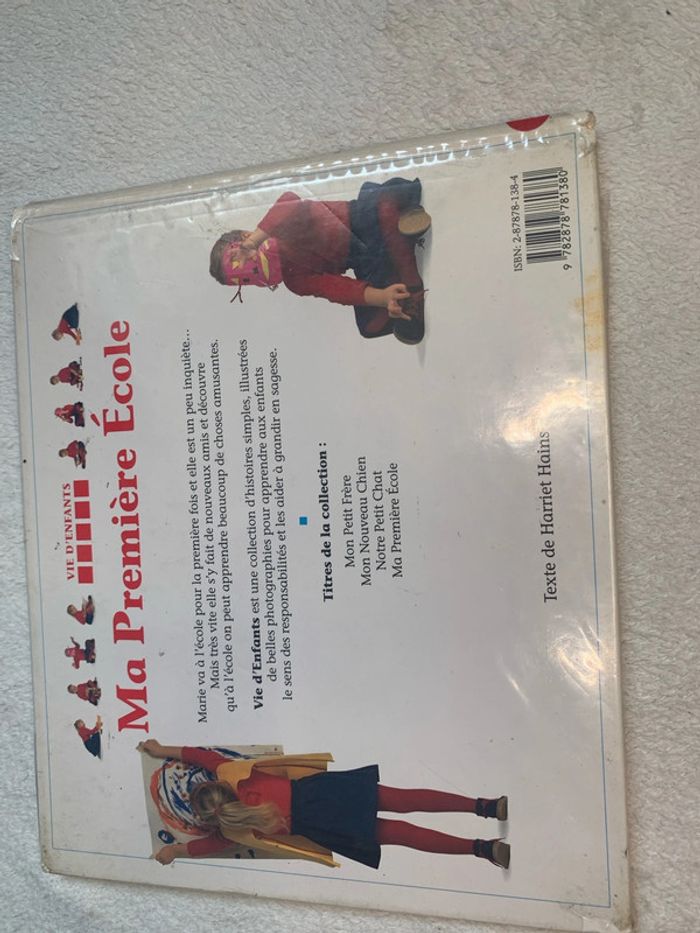 VIE D'ENFANTS
Ma Première École
Marie va à l'école pour la première fois et elle est un peu inquiète...
Mais très vite elle s'y fait de nouveaux amis et découvre
qu'à l'école on peut apprendre beaucoup de choses amusantes.
Vie d'Enfants est une collection d'histoires simples, illustrées
de belles photographies pour apprendre aux enfants
le sens des responsabilités et les aider à grandir en sagesse.
Titres de la collection :
Mon Petit Frère
Mon Nouveau Chien
Notre Petit Chat
Ma Première École
Texte de Harriet Hains
ISBN: 2-87878-138-4
9 782878 781380